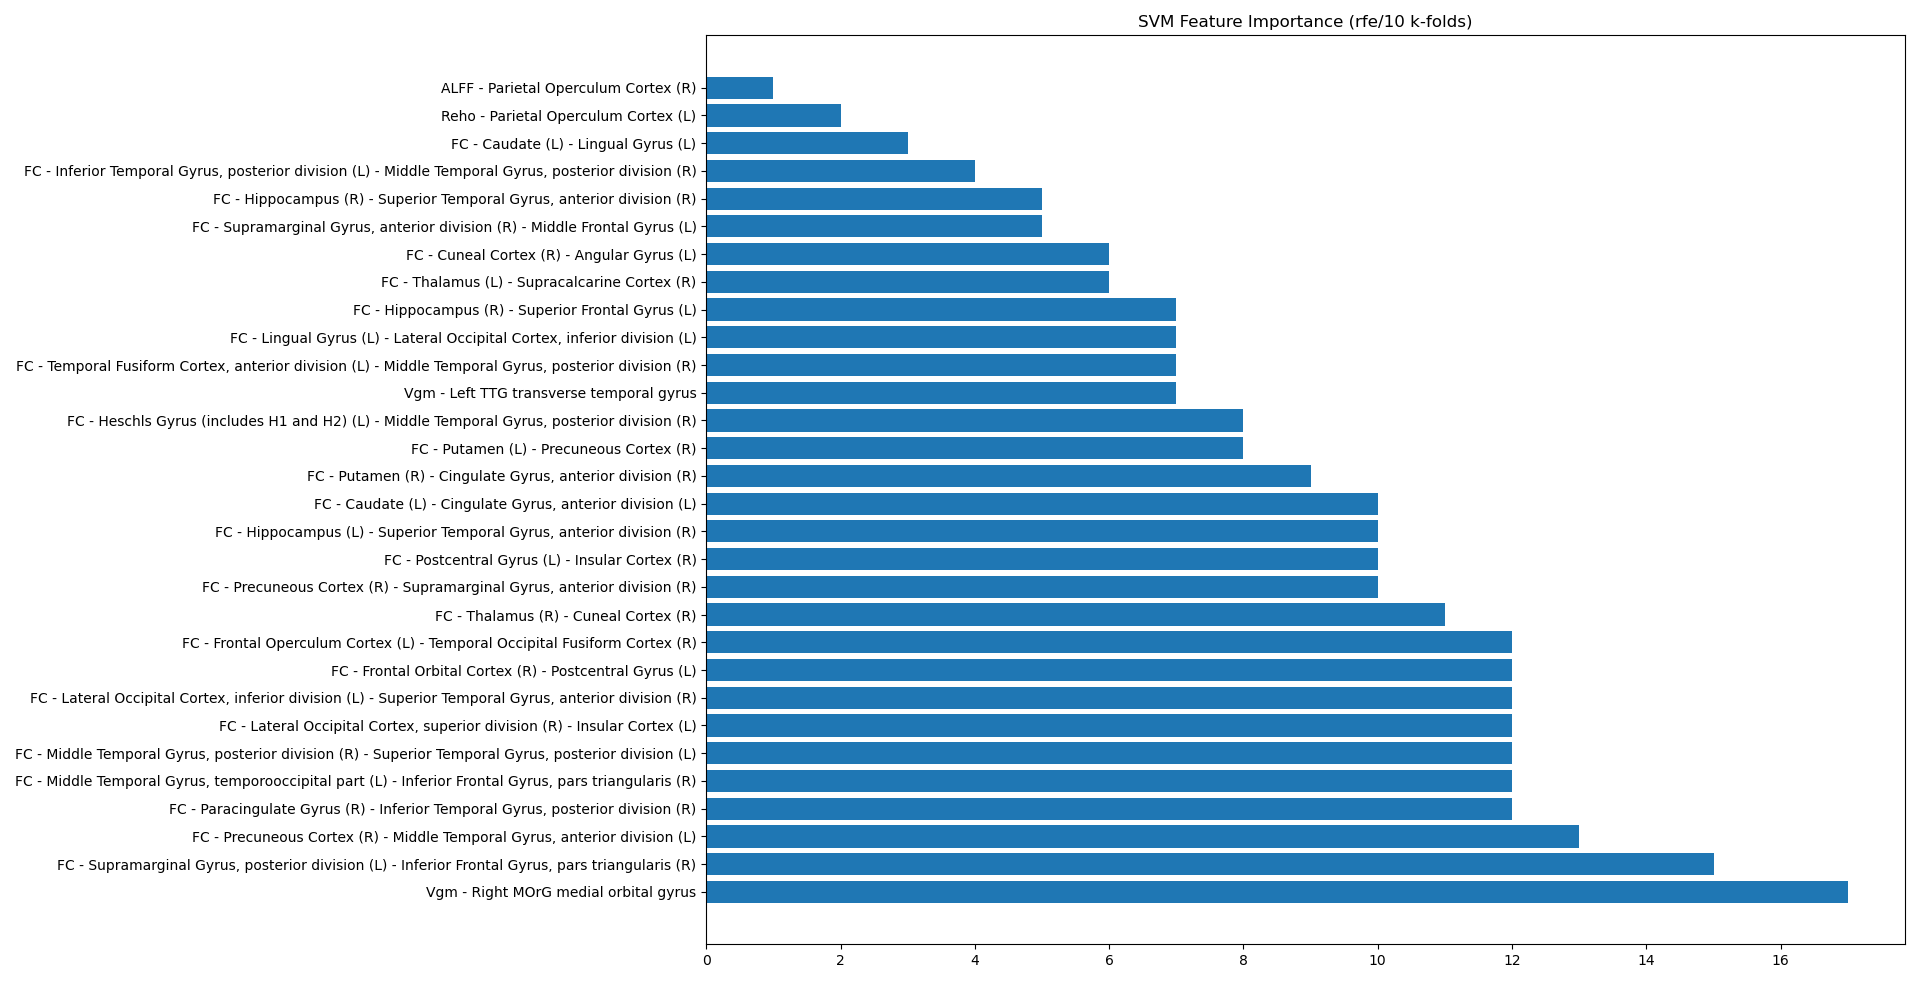 SVM Feature Importance (rfe/10 k-folds)
ALFF - Parietal Operculum Cortex (R)
Reho - Parietal Operculum Cortex (L)
FC - Caudate (L) - Lingual Gyrus (L)
FC - Inferior Temporal Gyrus, posterior division (L) - Middle Temporal Gyrus, posterior division (R)
FC - Hippocampus (R) - Superior Temporal Gyrus, anterior division (R)
FC - Supramarginal Gyrus, anterior division (R) - Middle Frontal Gyrus (L)
FC - Cuneal Cortex (R) - Angular Gyrus (L)
FC - Thalamus (L) - Supracalcarine Cortex (R)
FC - Hippocampus (R) - Superior Frontal Gyrus (L)
FC - Lingual Gyrus (L) - Lateral Occipital Cortex, inferior division (L)
FC - Temporal Fusiform Cortex, anterior division (L) - Middle Temporal Gyrus, posterior division (R)
Vgm - Left TTG transverse temporal gyrus
FC - Heschls Gyrus (includes H1 and H2) (L) - Middle Temporal Gyrus, posterior division (R)
FC - Putamen (L) - Precuneous Cortex (R)
FC - Putamen (R) - Cingulate Gyrus, anterior division (R)
FC - Caudate (L) - Cingulate Gyrus, anterior division (L)
FC - Hippocampus (L) - Superior Temporal Gyrus, anterior division (R)
FC - Postcentral Gyrus (L) - Insular Cortex (R)
FC - Precuneous Cortex (R) - Supramarginal Gyrus, anterior division (R)
FC - Thalamus (R) - Cuneal Cortex (R)
FC - Frontal Operculum Cortex (L) - Temporal Occipital Fusiform Cortex (R)
FC - Frontal Orbital Cortex (R) - Postcentral Gyrus (L)
FC - Lateral Occipital Cortex, inferior division (L) - Superior Temporal Gyrus, anterior division (R)
FC - Lateral Occipital Cortex, superior division (R) - Insular Cortex (L)
FC - Middle Temporal Gyrus, posterior division (R) - Superior Temporal Gyrus, posterior division (L)
FC - Middle Temporal Gyrus, temporooccipital part (L) - Inferior Frontal Gyrus, pars triangularis (R)
FC - Paracingulate Gyrus (R) - Inferior Temporal Gyrus, posterior division (R)
FC - Precuneous Cortex (R) - Middle Temporal Gyrus, anterior division (L)
FC - Supramarginal Gyrus, posterior division (L) - Inferior Frontal Gyrus, pars triangularis (R)
Vgm - Right MOrG medial orbital gyrus
0 2 4 6 8 10 12 14 16